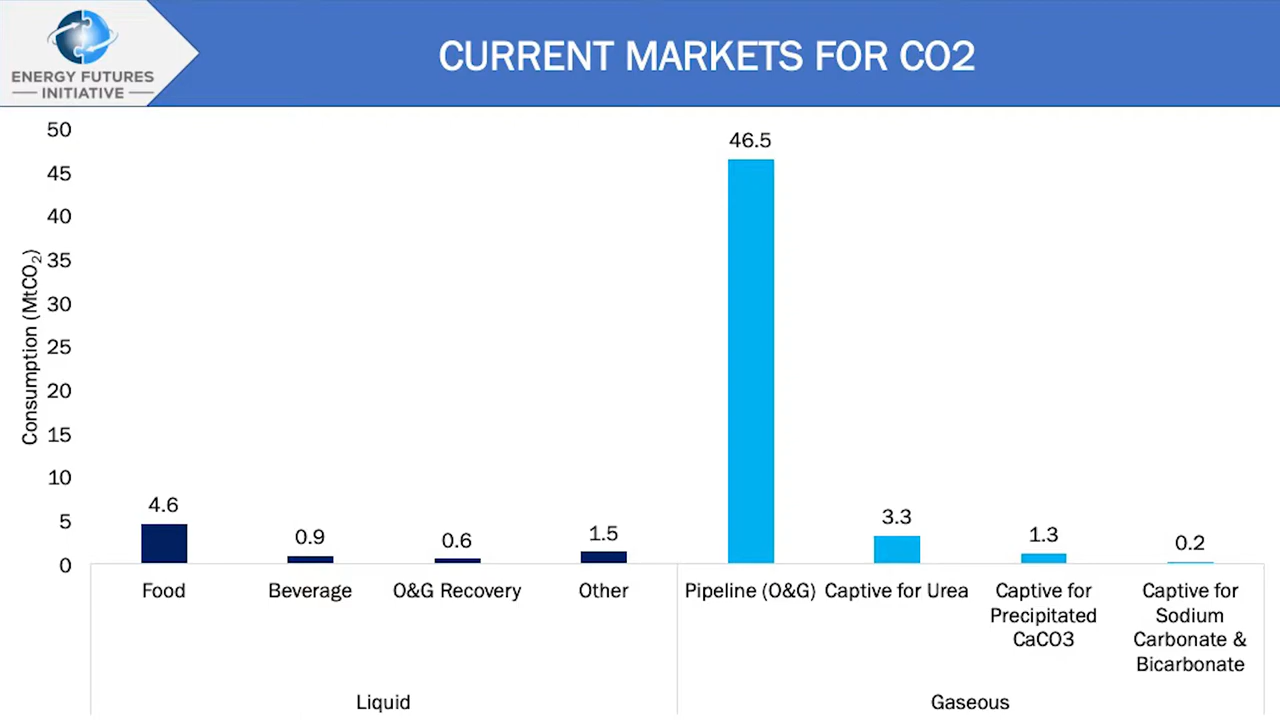 ENERGY FUTURES
INITIATIVE
CURRENT MARKETS FOR CO2
Consumption (MtCO₂)
50
45
40
35
30
25
20
15
10
5
0
4.6
0.9
0.6
1.5
46.5
3.3
1.3
0.2
Food
Beverage
O&G Recovery
Other
Pipeline (O&G)
Captive for Urea
Captive for
Precipitated
CaCO3
Captive for
Sodium
Carbonate &
Bicarbonate
Liquid
Gaseous